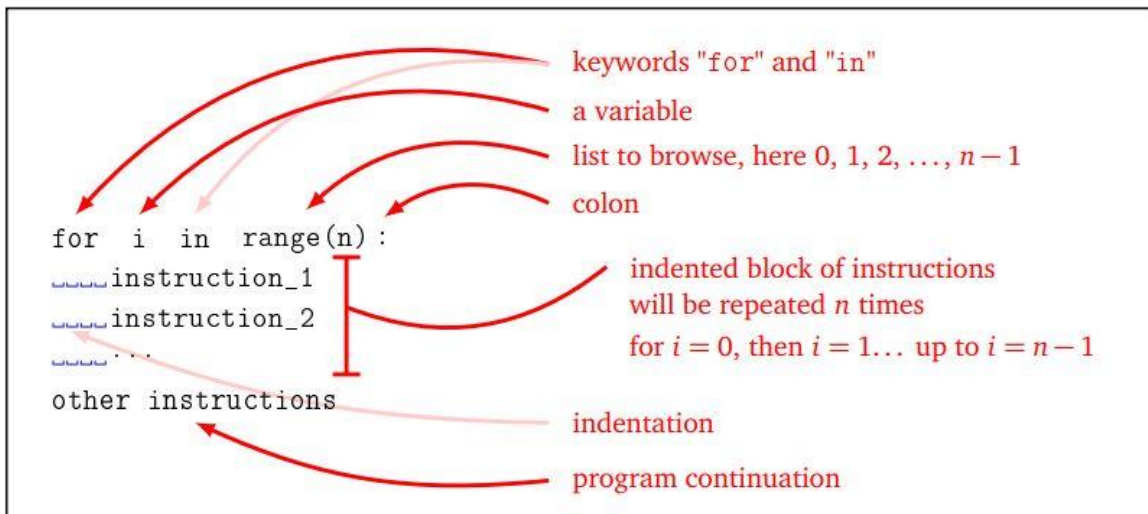 keywords "for" and "in"
a variable
list to browse, here 0, 1, 2, ..., n − 1
colon
for i in range(n) :
␣␣␣␣instruction_1
␣␣␣␣instruction_2
␣␣␣␣...
other instructions
indented block of instructions
will be repeated n times
for i = 0, then i = 1... up to i = n − 1
indentation
program continuation